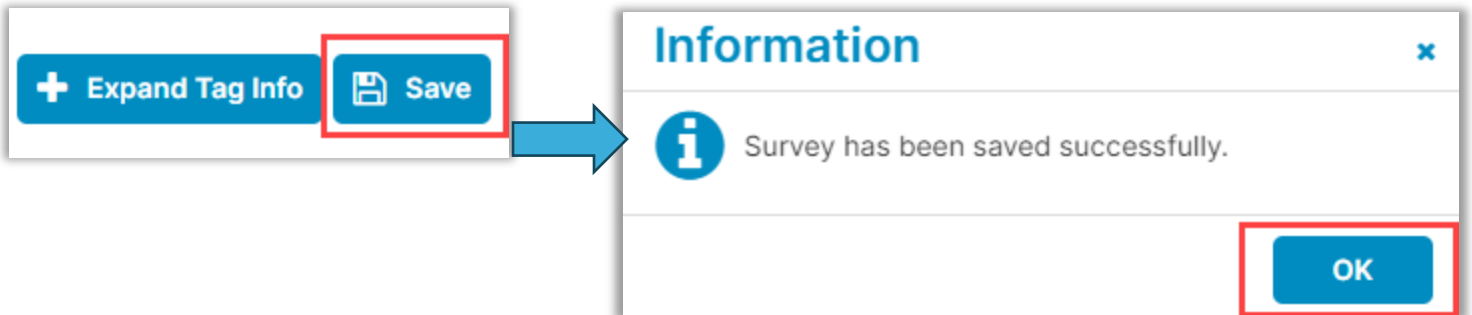 Expand Tag Info
Save
Information
Survey has been saved successfully.
OK